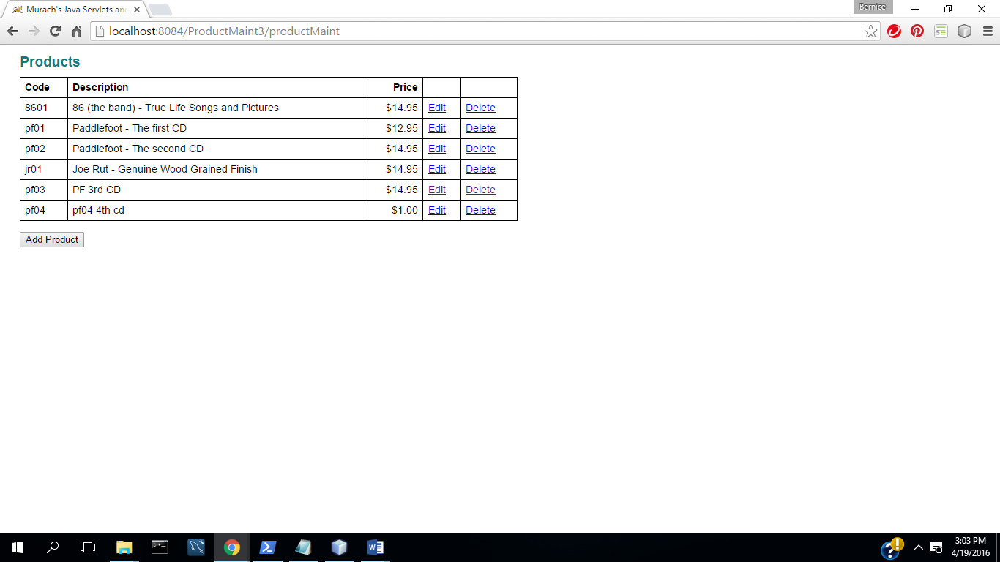 Murach's Java Servlets an
Bernice
localhost:8084/ProductMaint3/productMaint
Products
Code Description Price
8601 86 (the band) - True Life Songs and Pictures $14.95 Edit Delete
pf01 Paddlefoot - The first CD $12.95 Edit Delete
pf02 Paddlefoot - The second CD $14.95 Edit Delete
jr01 Joe Rut - Genuine Wood Grained Finish $14.95 Edit Delete
pf03 PF 3rd CD $14.95 Edit Delete
pf04 pf04 4th cd $1.00 Edit Delete
Add Product
3:03 PM
4/19/2016